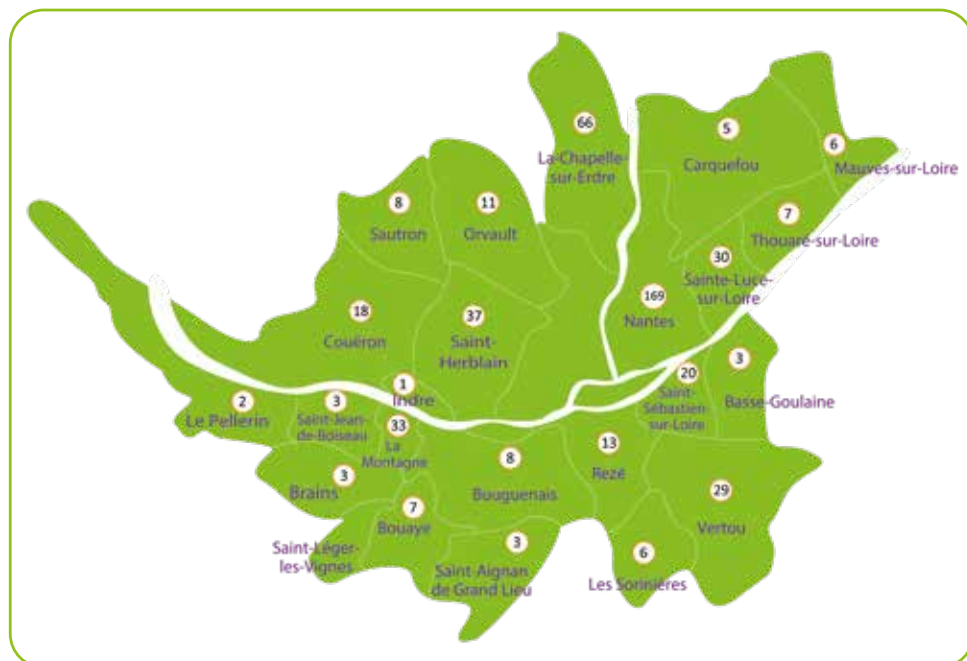 66
La-Chapelle-
sur-Erdre
5
Carquefou
6
Mauves-sur-Loire
8
Sautron
11
Orvault
7
Thouaré-sur-Loire
30
Sainte-Luce-
sur-Loire
169
Nantes
18
Couëron
37
Saint-
Herblain
1
Indre
20
Saint-
Sébastien
-sur-Loire
3
Basse-Goulaine
2
Le Pellerin
3
Saint-Jean-
de-Boiseau
33
La
Montagne
8
Bouguenais
13
Rezé
3
Brains
7
Bouaye
29
Vertou
Saint-Léger-
les-Vignes
3
Saint-Aignan
de Grand Lieu
6
Les Sorinières